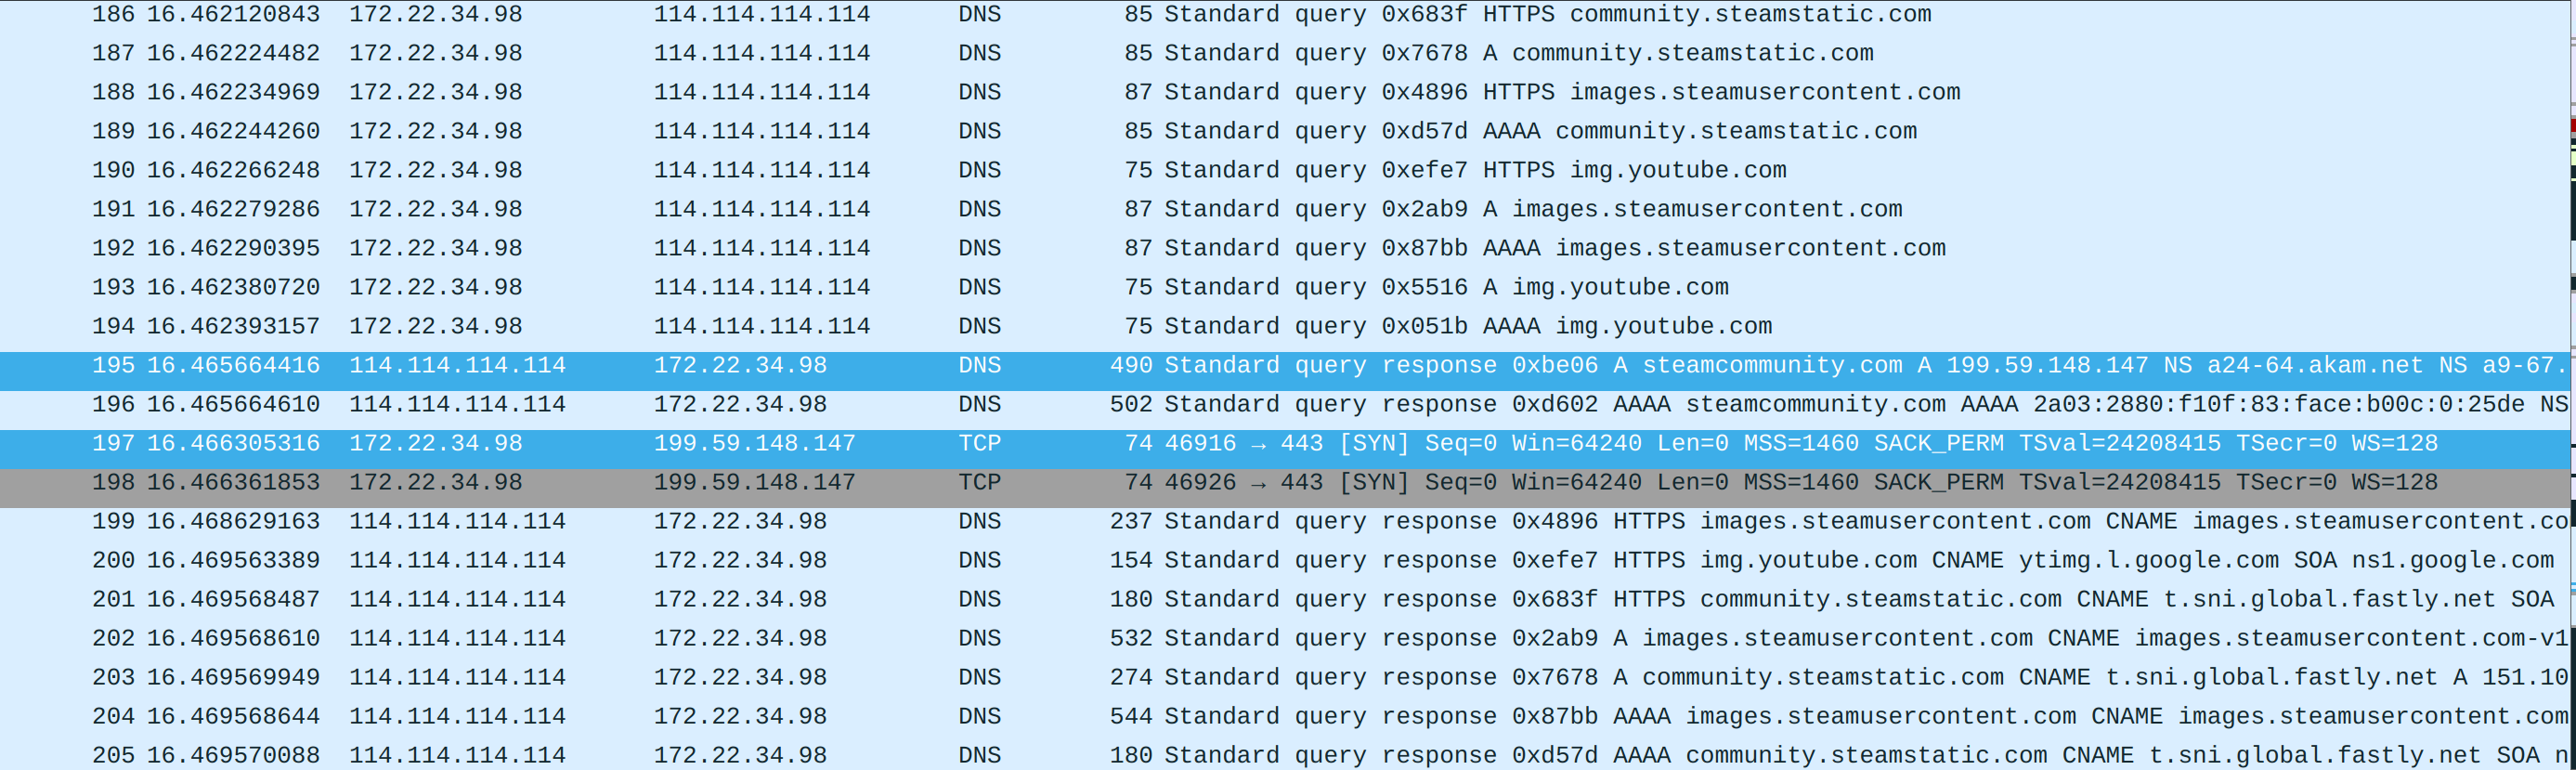 186 16.462120843 172.22.34.98 114.114.114.114 DNS 85 Standard query 0x683f HTTPS community.steamstatic.com
187 16.462224482 172.22.34.98 114.114.114.114 DNS 85 Standard query 0x7678 A community.steamstatic.com
188 16.462234969 172.22.34.98 114.114.114.114 DNS 87 Standard query 0x4896 HTTPS images.steamusercontent.com
189 16.462244260 172.22.34.98 114.114.114.114 DNS 85 Standard query 0xd57d AAAA community.steamstatic.com
190 16.462266248 172.22.34.98 114.114.114.114 DNS 75 Standard query 0xefe7 HTTPS img.youtube.com
191 16.462279286 172.22.34.98 114.114.114.114 DNS 87 Standard query 0x2ab9 A images.steamusercontent.com
192 16.462290395 172.22.34.98 114.114.114.114 DNS 87 Standard query 0x87bb AAAA images.steamusercontent.com
193 16.462380720 172.22.34.98 114.114.114.114 DNS 75 Standard query 0x5516 A img.youtube.com
194 16.462393157 172.22.34.98 114.114.114.114 DNS 75 Standard query 0x051b AAAA img.youtube.com
195 16.465664416 114.114.114.114 172.22.34.98 DNS 490 Standard query response 0xbe06 A steamcommunity.com A 199.59.148.147 NS a24-64.akam.net NS a9-67.
196 16.465664610 114.114.114.114 172.22.34.98 DNS 502 Standard query response 0xd602 AAAA steamcommunity.com AAAA 2a03:2880:f10f:83:face:b00c:0:25de NS
197 16.466305316 172.22.34.98 199.59.148.147 TCP 74 46916 → 443 [SYN] Seq=0 Win=64240 Len=0 MSS=1460 SACK_PERM TSval=24208415 TSecr=0 WS=128
198 16.466361853 172.22.34.98 199.59.148.147 TCP 74 46926 → 443 [SYN] Seq=0 Win=64240 Len=0 MSS=1460 SACK_PERM TSval=24208415 TSecr=0 WS=128
199 16.468629163 114.114.114.114 172.22.34.98 DNS 237 Standard query response 0x4896 HTTPS images.steamusercontent.com CNAME images.steamusercontent.co
200 16.469563389 114.114.114.114 172.22.34.98 DNS 154 Standard query response 0xefe7 HTTPS img.youtube.com CNAME ytimg.l.google.com SOA ns1.google.com
201 16.469568487 114.114.114.114 172.22.34.98 DNS 180 Standard query response 0x683f HTTPS community.steamstatic.com CNAME t.sni.global.fastly.net SOA
202 16.469568610 114.114.114.114 172.22.34.98 DNS 532 Standard query response 0x2ab9 A images.steamusercontent.com CNAME images.steamusercontent.com-v1
203 16.469569949 114.114.114.114 172.22.34.98 DNS 274 Standard query response 0x7678 A community.steamstatic.com CNAME t.sni.global.fastly.net A 151.10
204 16.469568644 114.114.114.114 172.22.34.98 DNS 544 Standard query response 0x87bb AAAA images.steamusercontent.com CNAME images.steamusercontent.com
205 16.469570088 114.114.114.114 172.22.34.98 DNS 180 Standard query response 0xd57d AAAA community.steamstatic.com CNAME t.sni.global.fastly.net SOA n